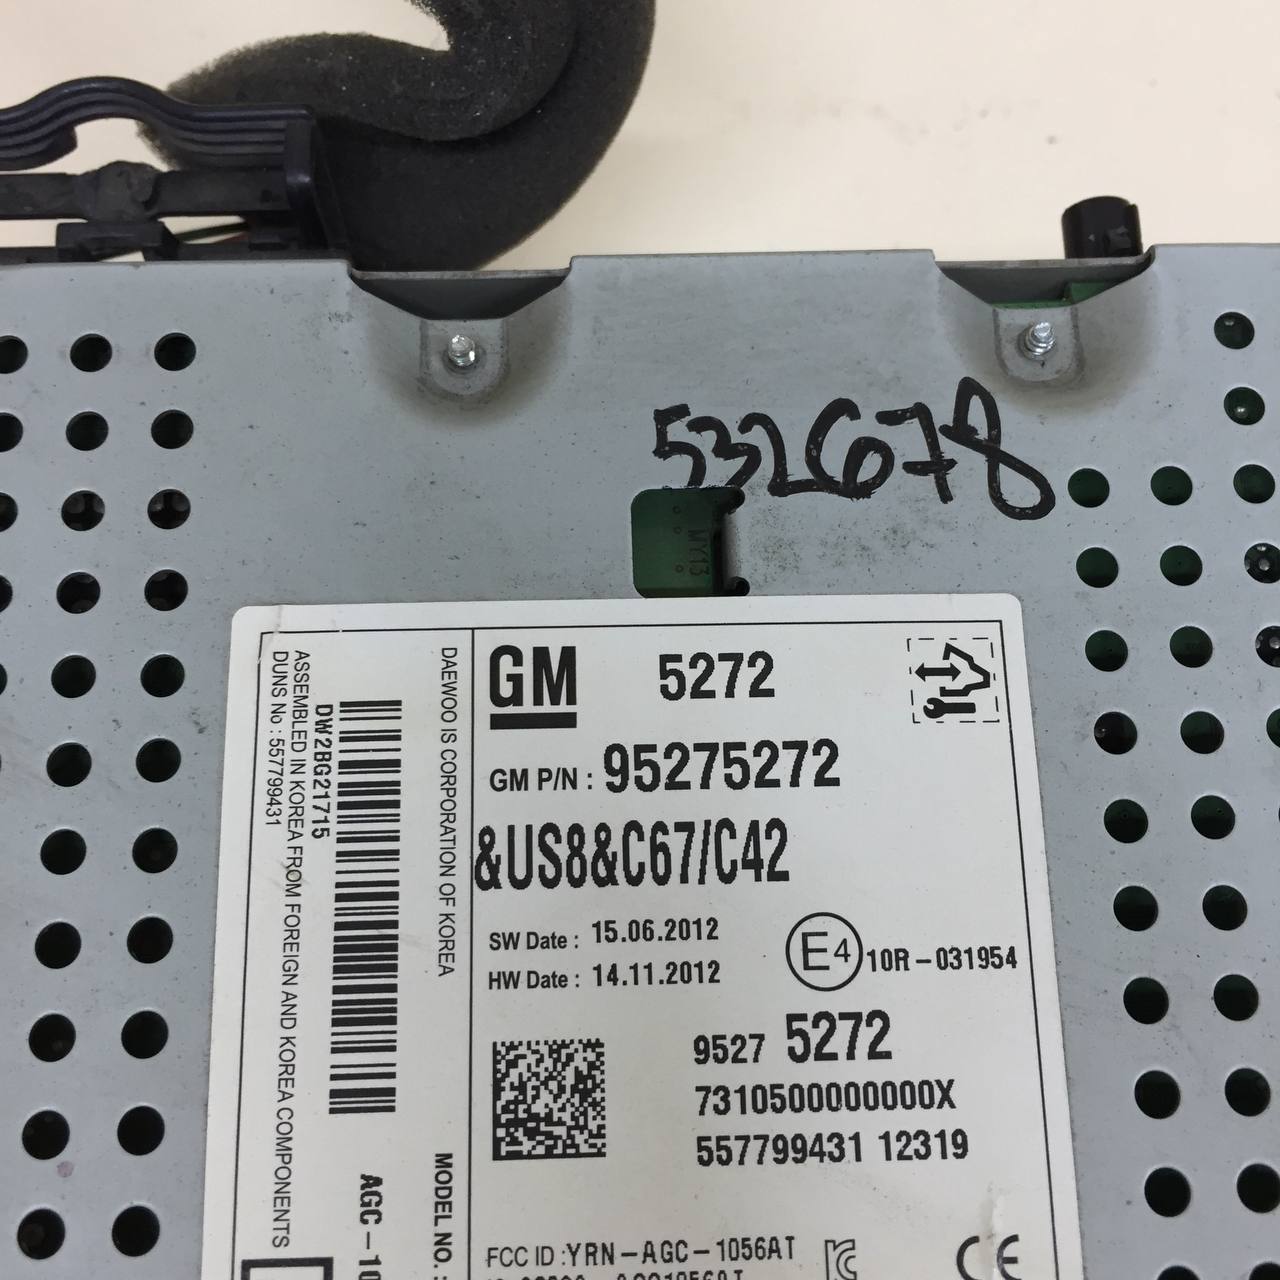 532678
MY13
GM 5272
GM P/N : 95275272
&US8&C67/C42
SW Date : 15.06.2012
HW Date : 14.11.2012
E4 10R-031954
9527 5272
7310500000000X
557799431 12319
FCC ID :YRN-AGC-1056AT
DAEWOO IS CORPORATION OF KOREA
MODEL NO. :
AGC-10
DW2BG21715
ASSEMBLED IN KOREA FROM FOREIGN AND KOREA COMPONENTS
DUNS No : 557799431
CE